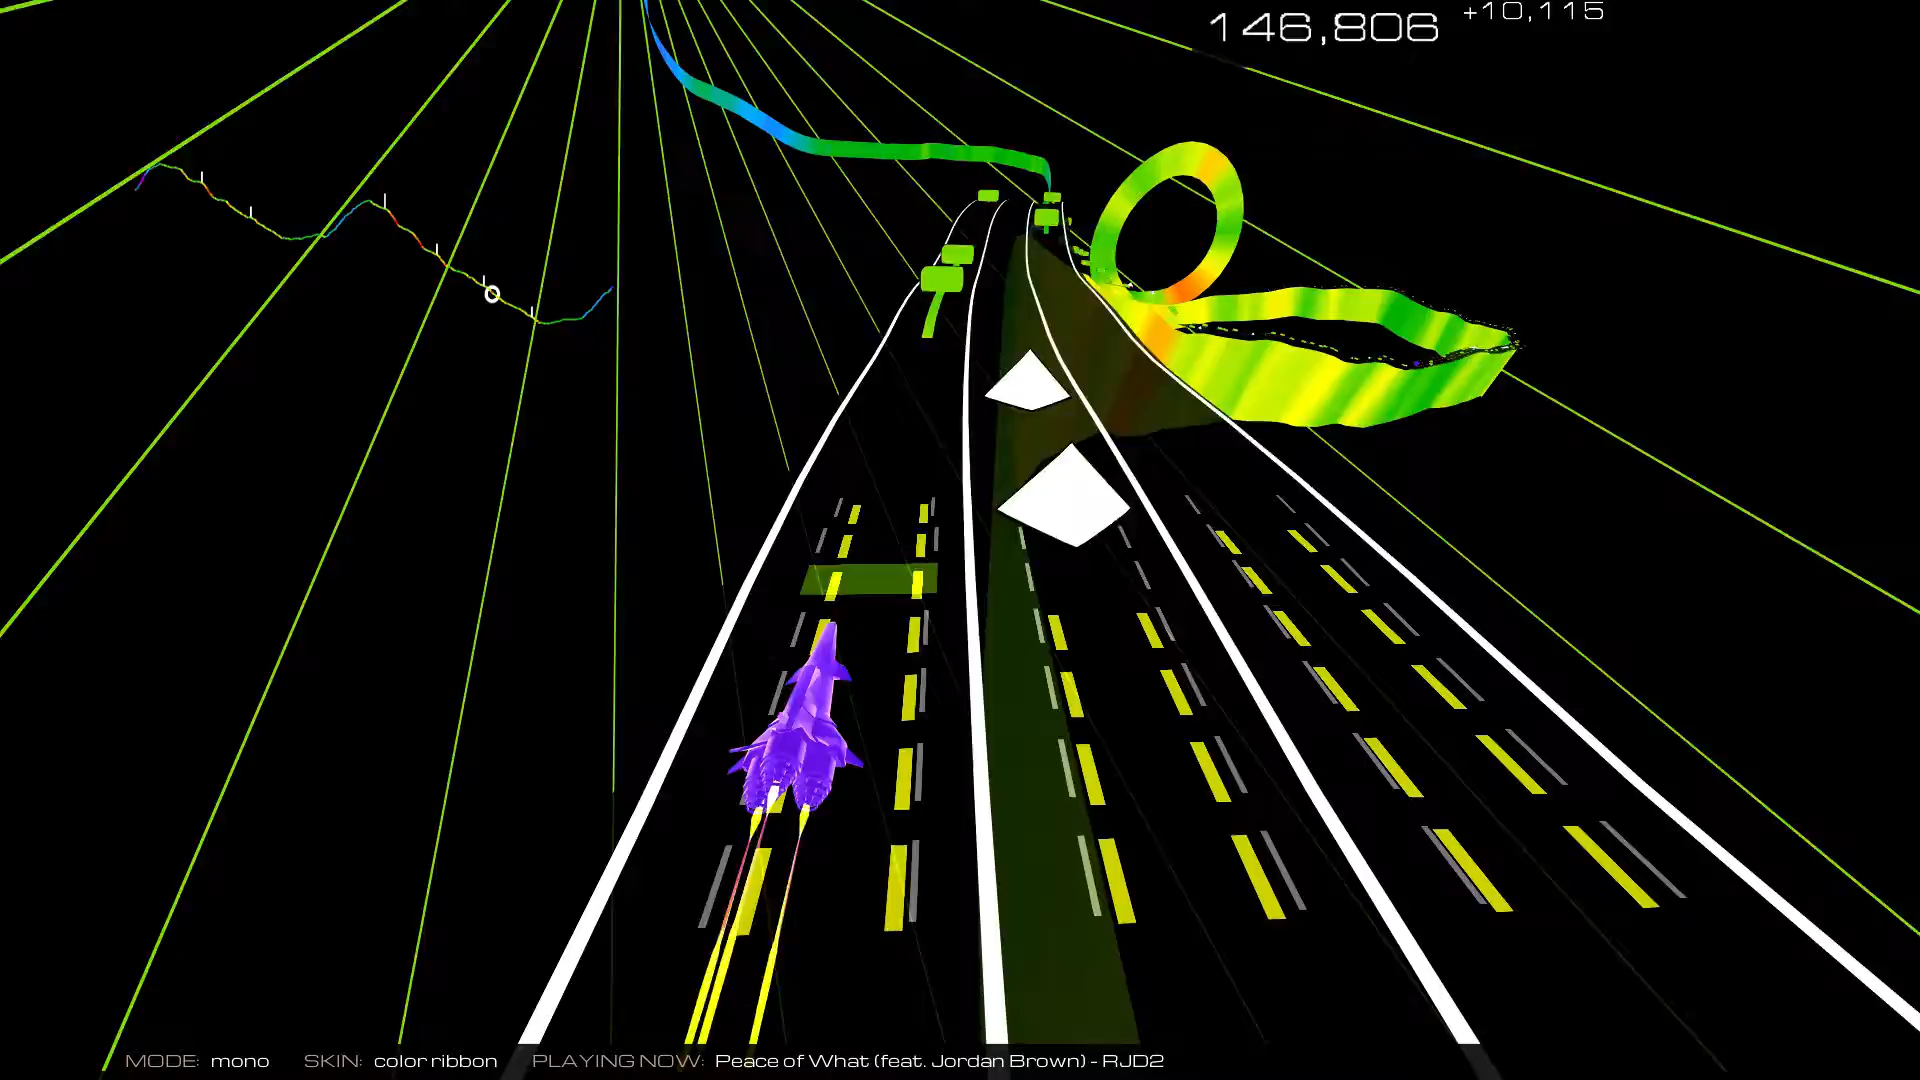 146,806 +10,115
MODE: mono SKIN: color ribbon PLAYING NOW: Peace of What (feat. Jordan Brown) - RJD2